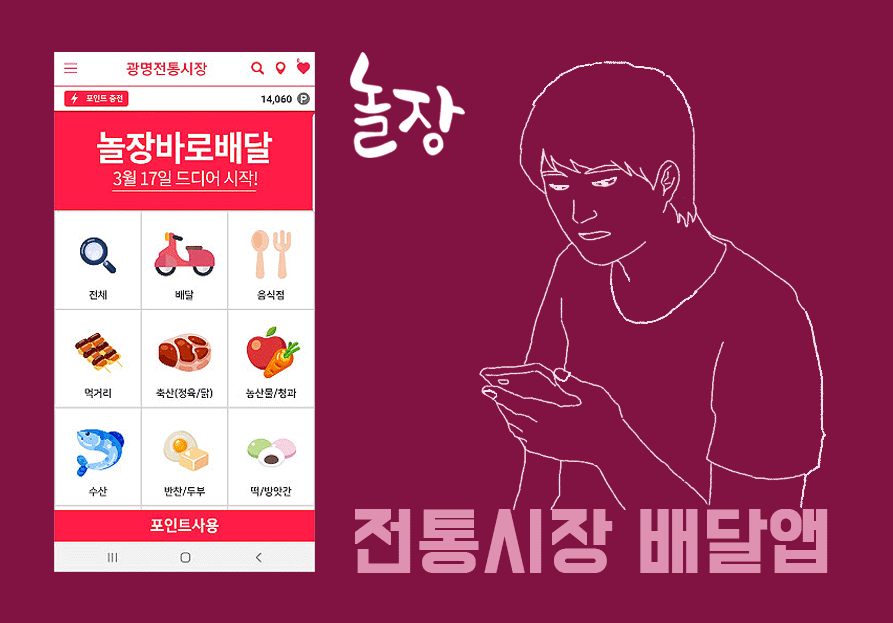 광명전통시장
포인트 충전
14,060 P
놀장바로배달
3월 17일 드디어 시작!
전체
배달
음식점
먹거리
축산(정육/닭)
농산물/청과
수산
반찬/두부
떡/방앗간
포인트사용
놀장
전통시장 배달앱